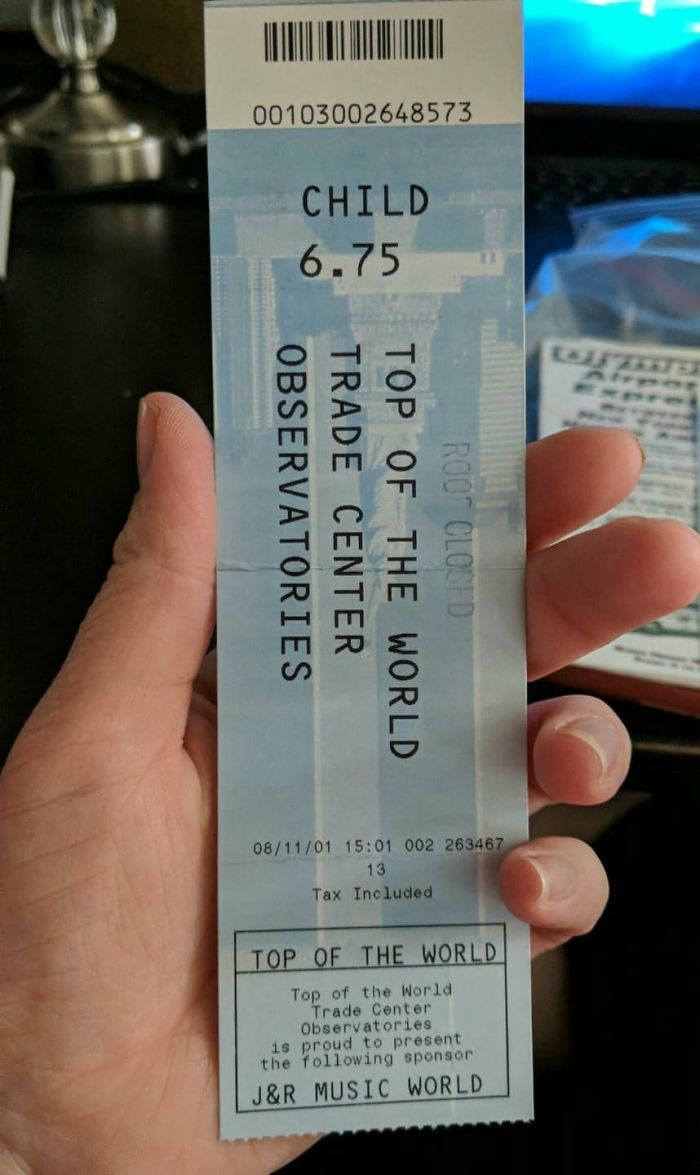 00103002648573
CHILD
6.75
TOP OF THE WORLD
TRADE CENTER
OBSERVATORIES
ROOF CLOSED
08/11/01 15:01 002 263467
13
Tax Included
TOP OF THE WORLD
Top of the World
Trade Center
Observatories
is proud to present
the following sponsor
J&R MUSIC WORLD